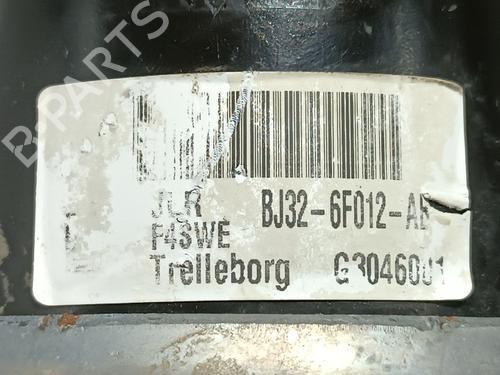 B-PARTS
JLR BJ32-6F012-AB
F4SWE
Trelleborg G3046001